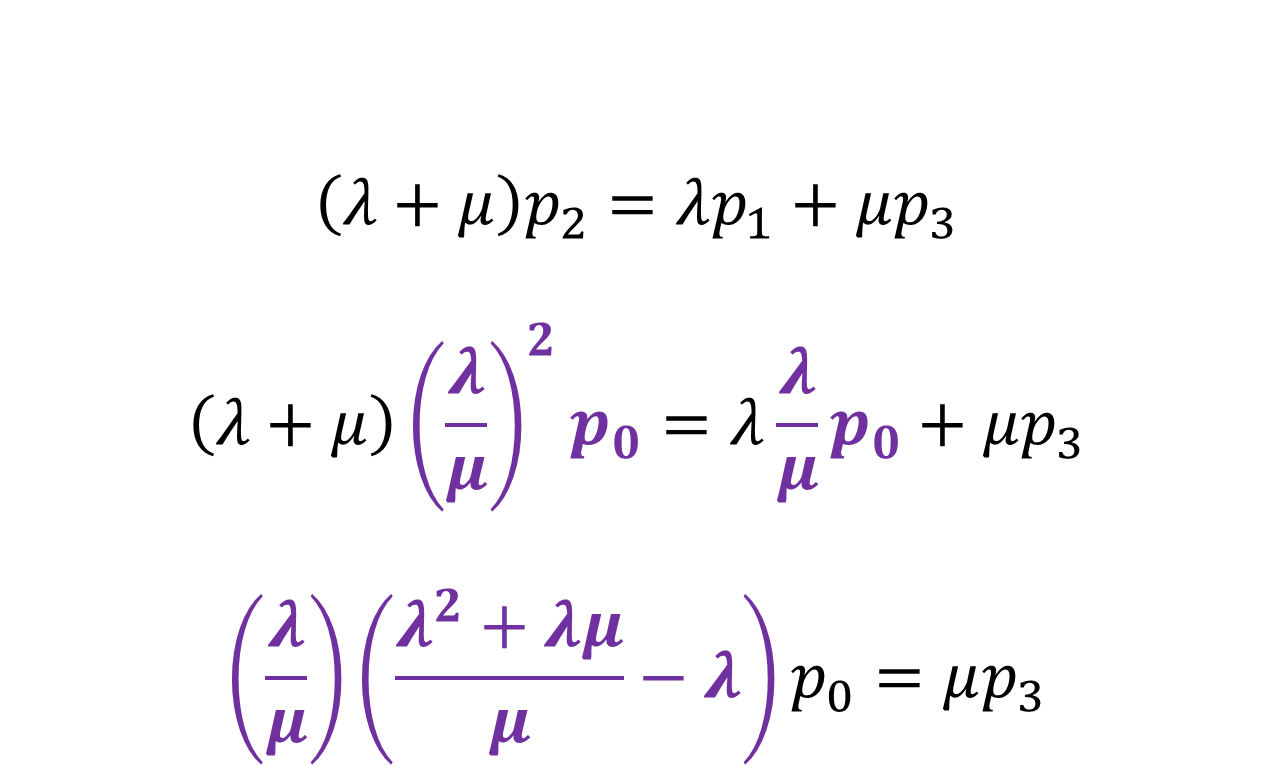 (λ + μ)p₂ = λp₁ + μp₃
(λ + μ)(λ/μ)² p₀ = λ λ/μ p₀ + μp₃
(λ/μ)((λ² + λμ)/μ − λ)p₀ = μp₃